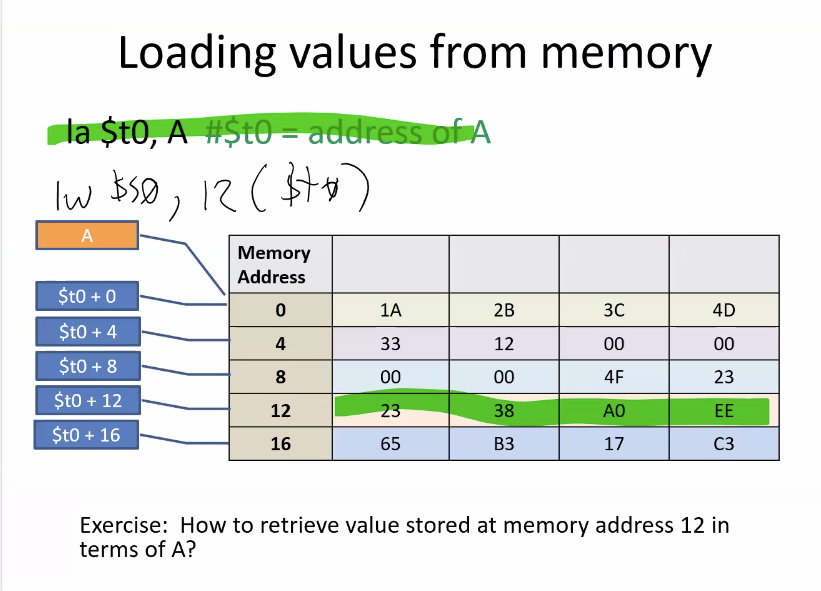 Loading values from memory
la $t0, A #$t0 = address of A
lw $s0, 12($t0)
A
$t0 + 0
$t0 + 4
$t0 + 8
$t0 + 12
$t0 + 16
Memory Address
0 1A 2B 3C 4D
4 33 12 00 00
8 00 00 4F 23
12 23 38 A0 EE
16 65 B3 17 C3
Exercise: How to retrieve value stored at memory address 12 in
terms of A?